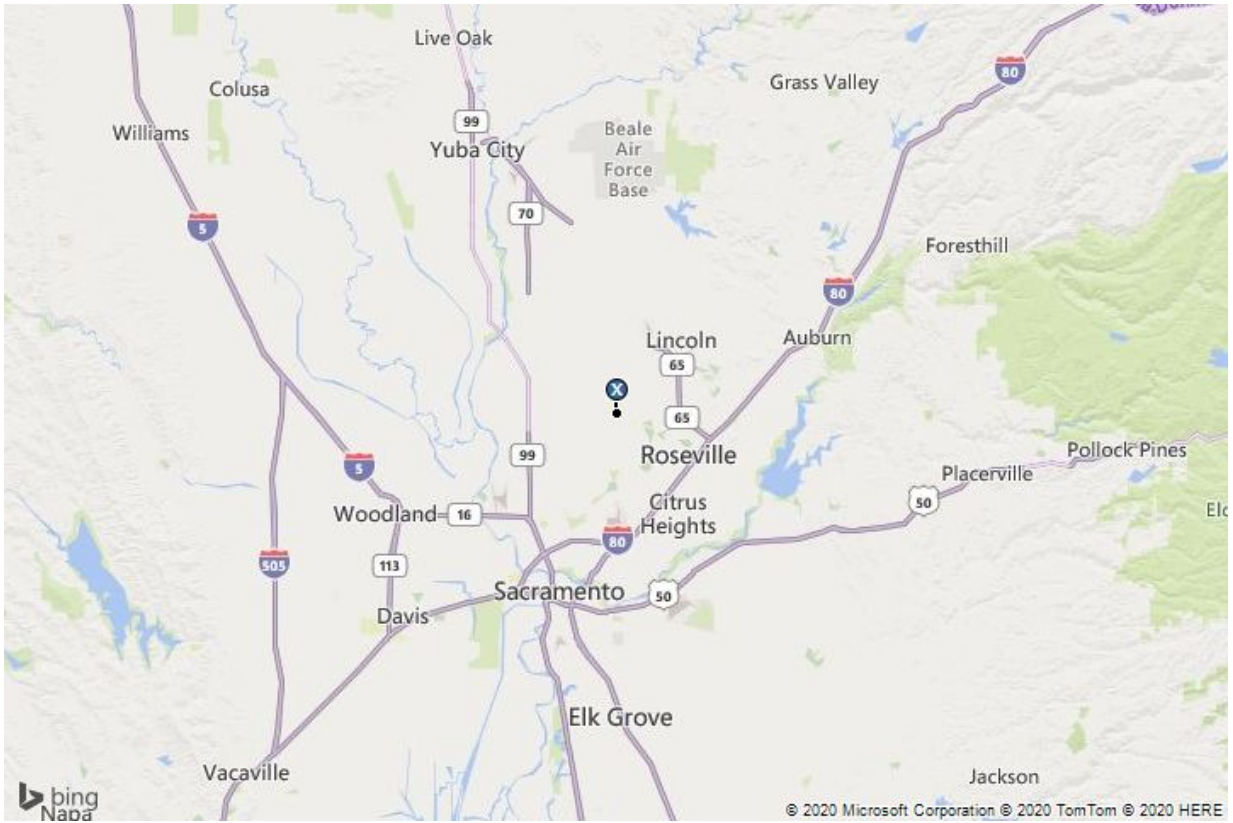 Live Oak
80
Grass Valley
Colusa
99
Williams
Beale
Air
Force
Base
Yuba City
70
5
Foresthill
80
Lincoln
Auburn
65
X
65
99
Roseville
Pollock Pines
5
Placerville
50
Woodland
16
Citrus
Heights
80
505
113
Sacramento
50
Davis
Elk Grove
Vacaville
Jackson
bing
Napa
© 2020 Microsoft Corporation © 2020 TomTom © 2020 HERE